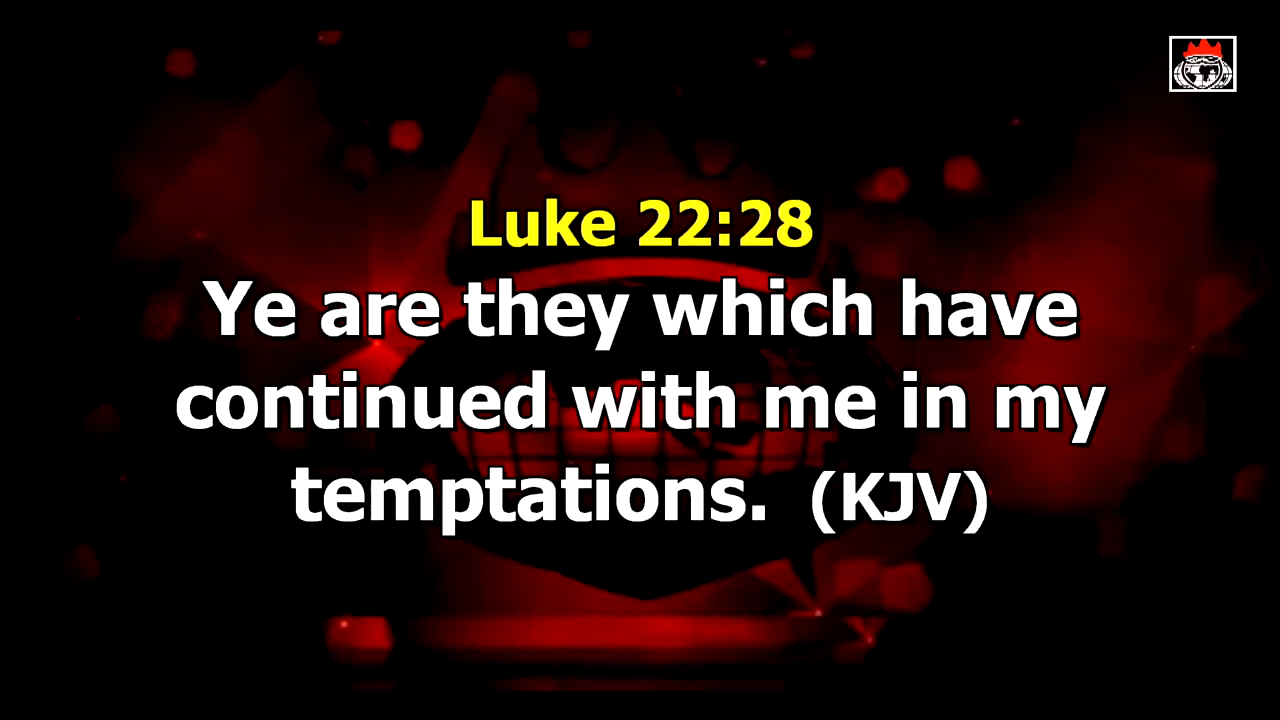 Luke 22:28
Ye are they which have
continued with me in my
temptations.  (KJV)